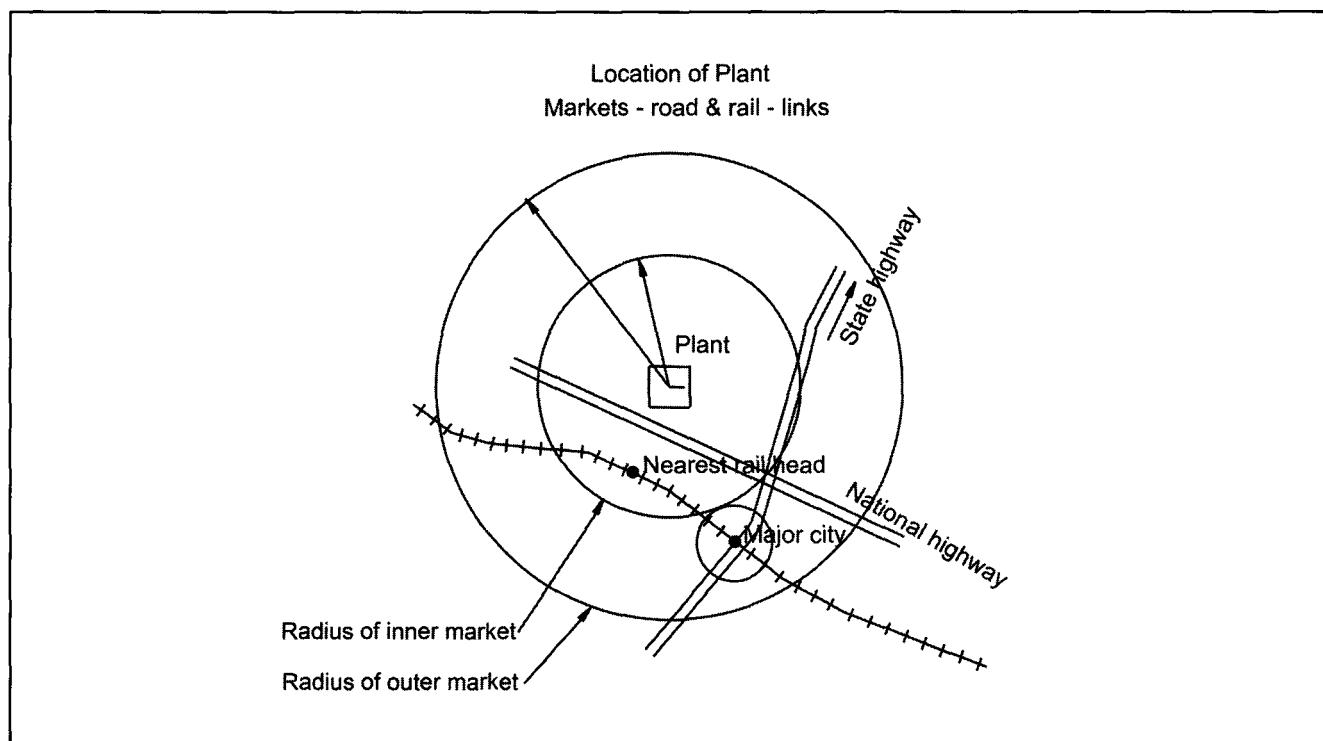 Location of Plant
Markets - road & rail - links
State highway
Plant
Nearest rail head
National highway
Major city
Radius of inner market
Radius of outer market